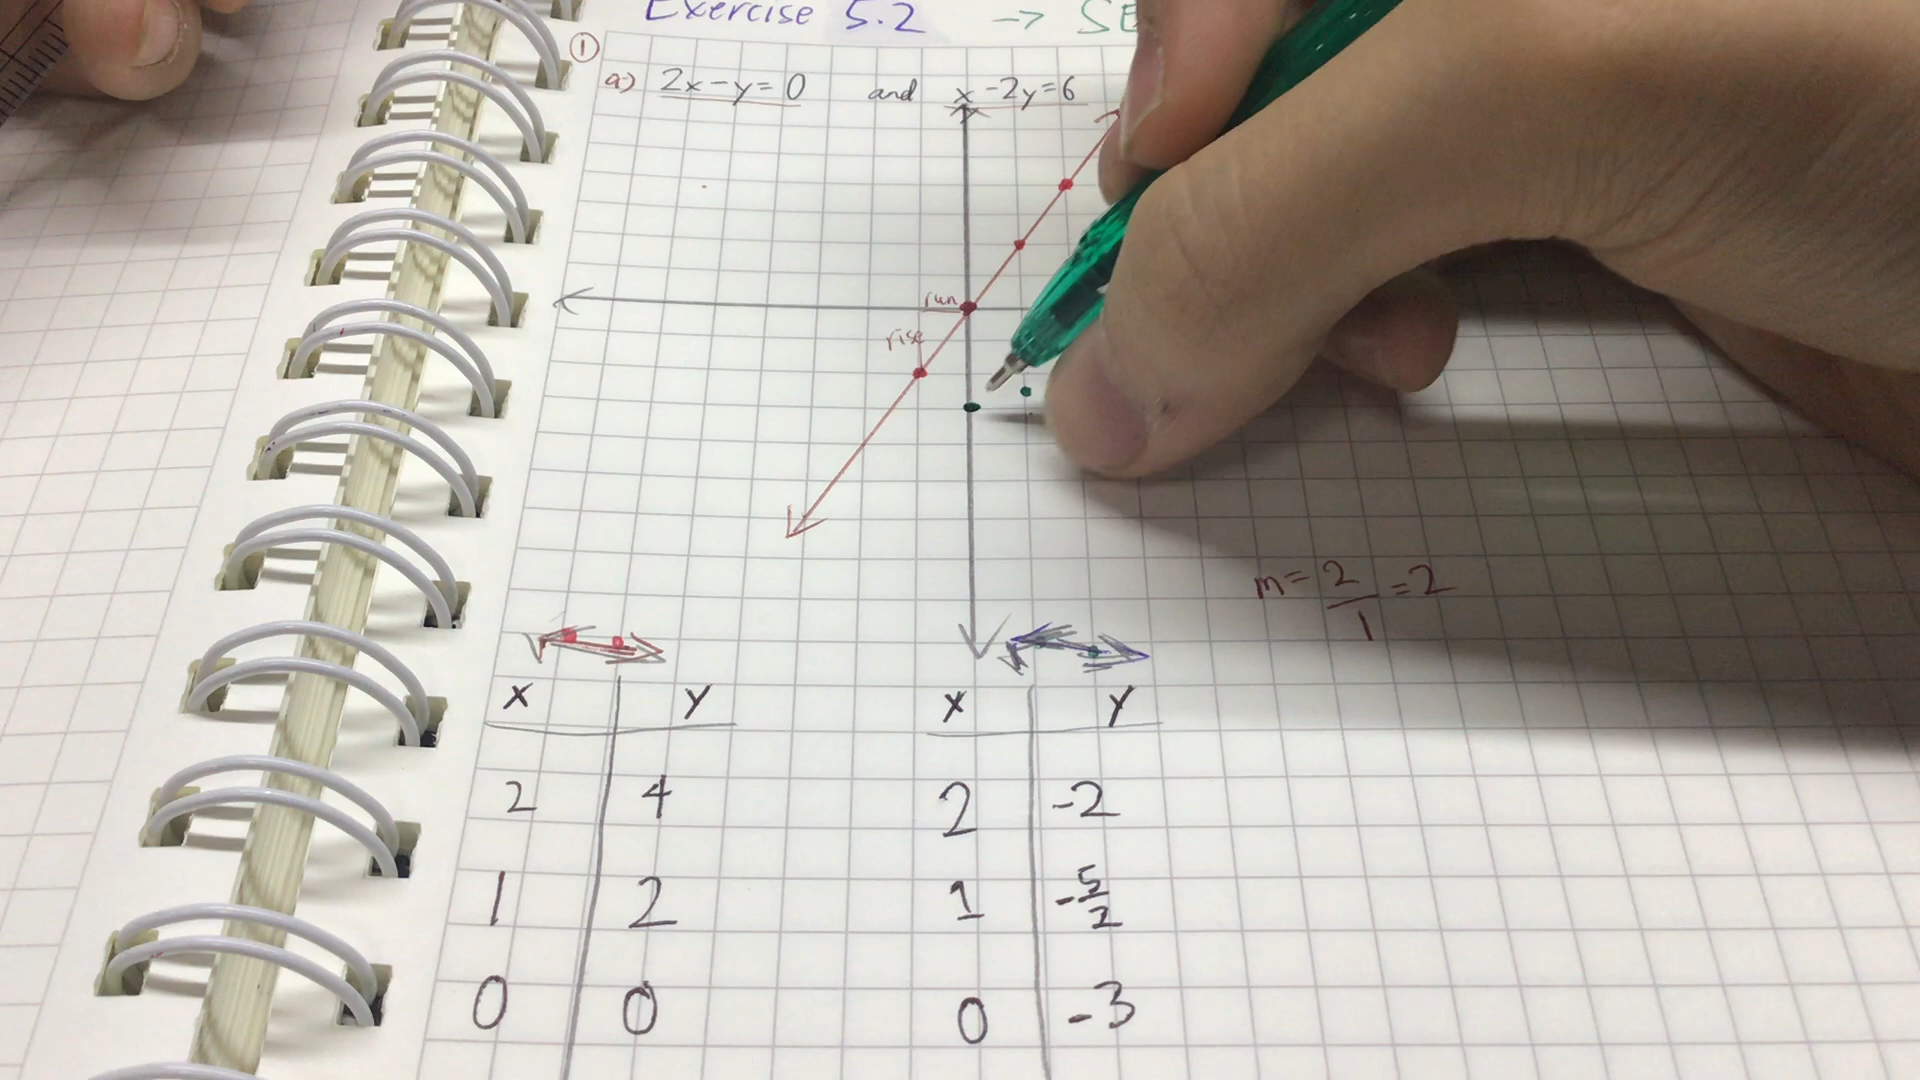 Exercise 5.2 → SE
①
a) 2x-y=0 and x-2y=6
run
rise
m= 2/1 =2
x y x y
2 4 2 -2
1 2 1 -5/2
0 0 0 -3